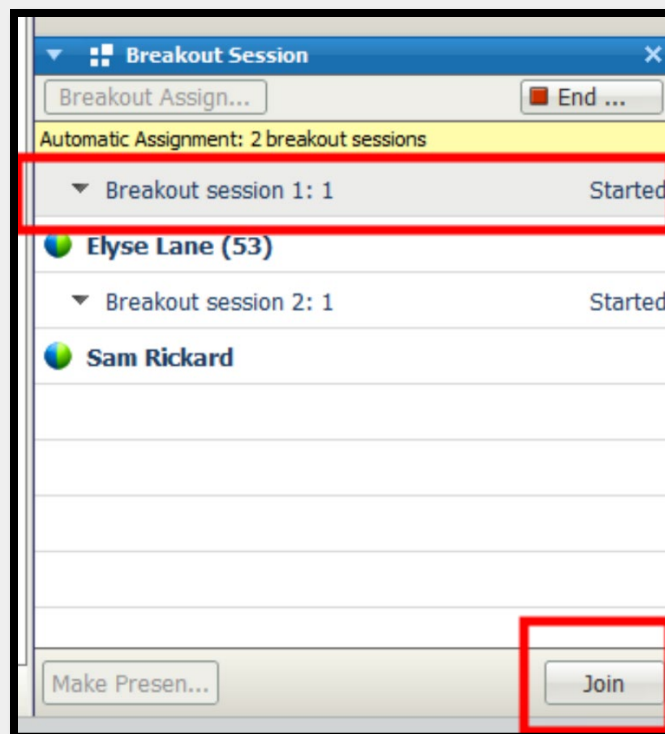 Breakout Session
Breakout Assign... End ...
Automatic Assignment: 2 breakout sessions
Breakout session 1: 1 Started
Elyse Lane (53)
Breakout session 2: 1 Started
Sam Rickard
Make Presen... Join